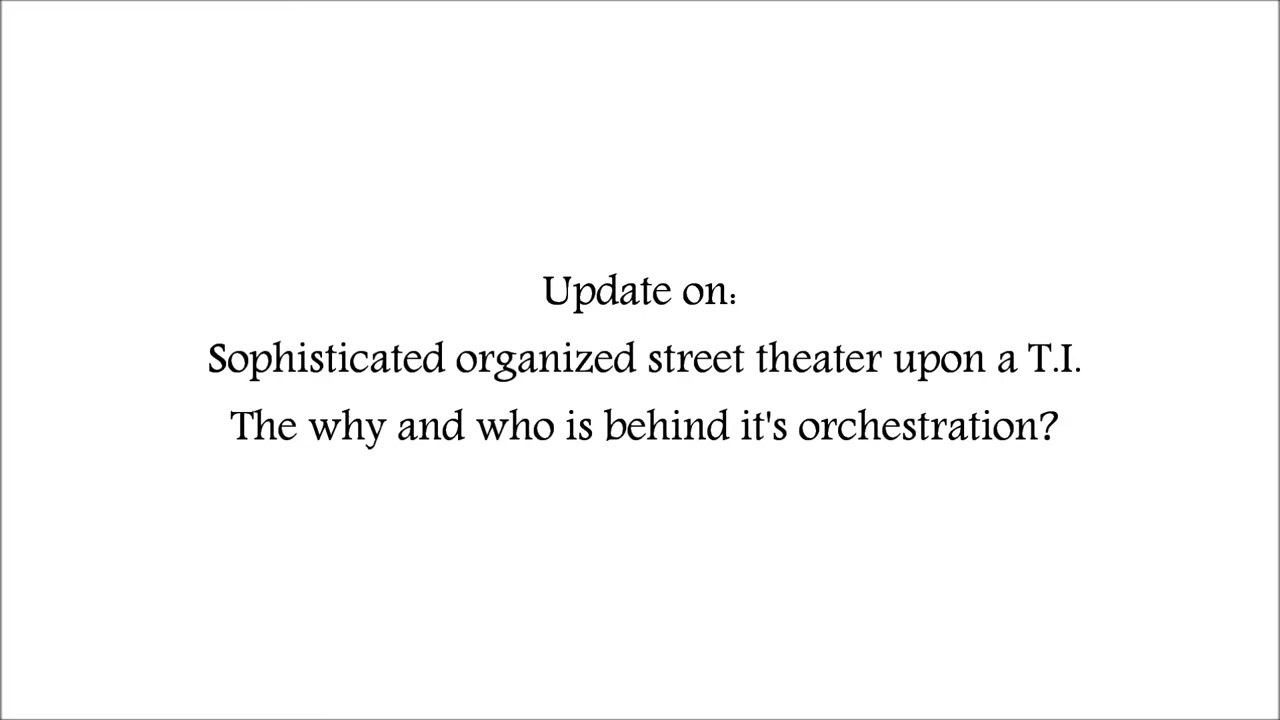 Update on:
Sophisticated organized street theater upon a T.I.
The why and who is behind it's orchestration?